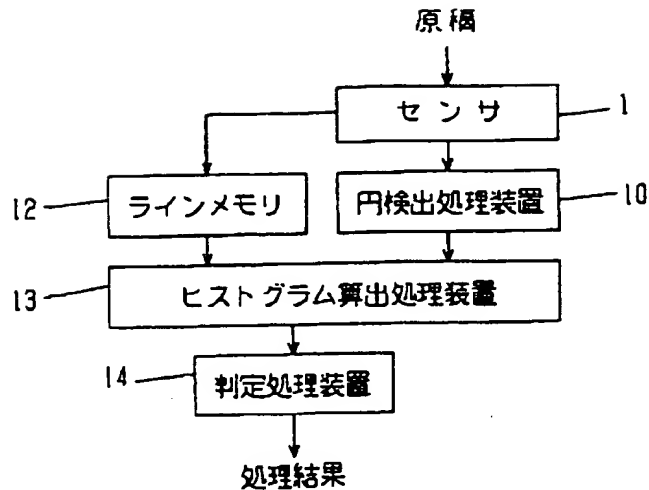 原稿
センサ
1
12
ラインメモリ
円検出処理装置
10
13
ヒストグラム算出処理装置
14
判定処理装置
処理結果